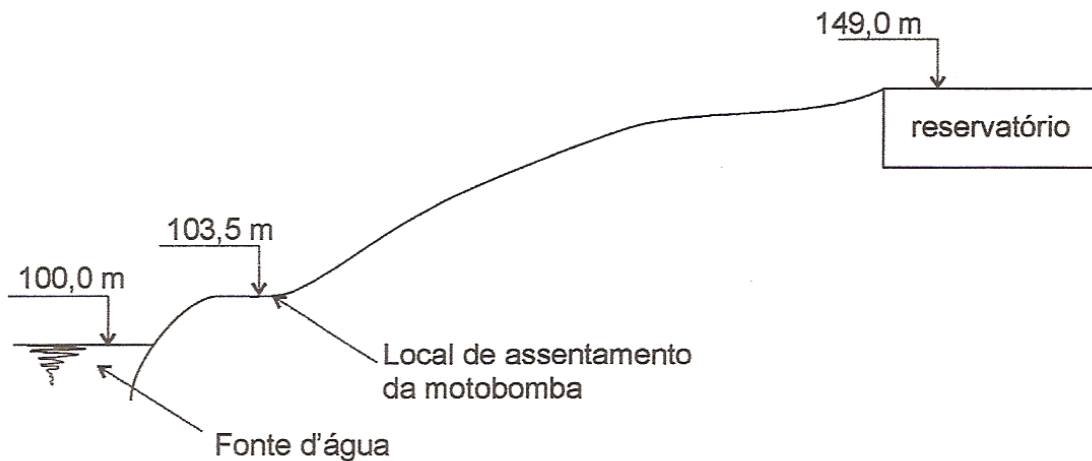 149,0 m
reservatório
103,5 m
100,0 m
Local de assentamento
da motobomba
Fonte d'água